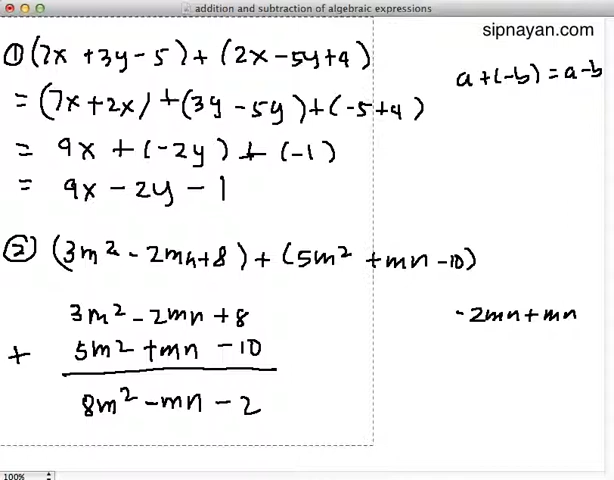 addition and subtraction of algebraic expressions
sipnayan.com
① (7x + 3y - 5) + (2x - 5y + 4)
a + (-b) = a - b
= (7x + 2x) + (3y - 5y) + (-5 + 4)
= 9x + (-2y) + (-1)
= 9x - 2y - 1
② (3m² - 2mn + 8) + (5m² + mn - 10)
3m² - 2mn + 8
-2mn + mn
+ 5m² + mn - 10
8m² - mn - 2
100%